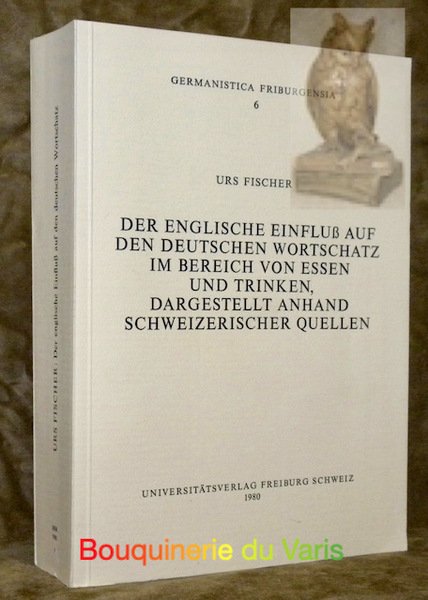 GERMANISTICA FRIBURGENSIA
6
URS FISCHER
DER ENGLISCHE EINFLUß AUF
DEN DEUTSCHEN WORTSCHATZ
IM BEREICH VON ESSEN
UND TRINKEN,
DARGESTELLT ANHAND
SCHWEIZERISCHER QUELLEN
UNIVERSITÄTSVERLAG FREIBURG SCHWEIZ
1980
URS FISCHER, Der englische Einfluß auf den deutschen Wortschatz
Bouquinerie du Varis